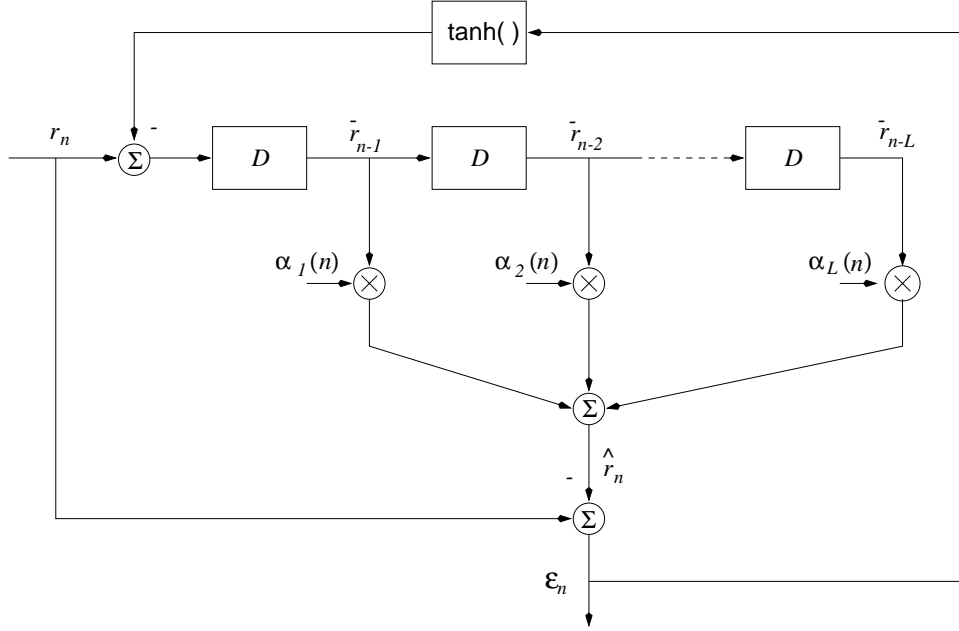 tanh( )
r_n - r̄_{n-1} r̄_{n-2} r̄_{n-L}
Σ D D D
α_1(n) α_2(n) α_L(n)
× × ×
Σ
- r̂_n
Σ
ε_n